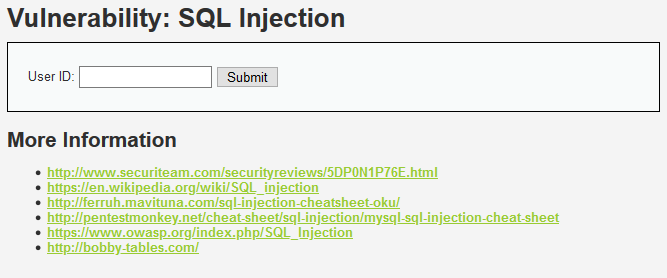 Vulnerability: SQL Injection
User ID: Submit
More Information
http://www.securiteam.com/securityreviews/5DP0N1P76E.html
https://en.wikipedia.org/wiki/SQL_injection
http://ferruh.mavituna.com/sql-injection-cheatsheet-oku/
http://pentestmonkey.net/cheat-sheet/sql-injection/mysql-sql-injection-cheat-sheet
https://www.owasp.org/index.php/SQL_Injection
http://bobby-tables.com/